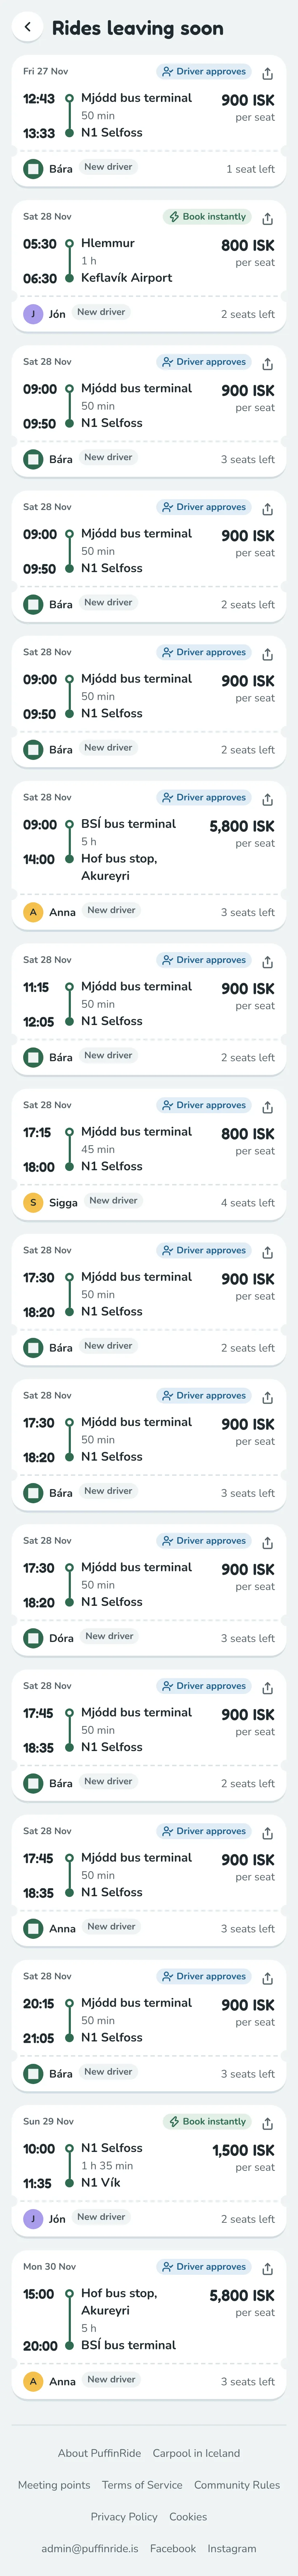 Rides leaving soon
Fri 27 Nov Driver approves
12:43 Mjódd bus terminal 900 ISK
50 min per seat
13:33 N1 Selfoss
Bára New driver 1 seat left
Sat 28 Nov Book instantly
05:30 Hlemmur 800 ISK
1 h per seat
06:30 Keflavík Airport
J Jón New driver 2 seats left
Sat 28 Nov Driver approves
09:00 Mjódd bus terminal 900 ISK
50 min per seat
09:50 N1 Selfoss
Bára New driver 3 seats left
Sat 28 Nov Driver approves
09:00 Mjódd bus terminal 900 ISK
50 min per seat
09:50 N1 Selfoss
Bára New driver 2 seats left
Sat 28 Nov Driver approves
09:00 Mjódd bus terminal 900 ISK
50 min per seat
09:50 N1 Selfoss
Bára New driver 2 seats left
Sat 28 Nov Driver approves
09:00 BSÍ bus terminal 5,800 ISK
5 h per seat
14:00 Hof bus stop,
Akureyri
A Anna New driver 3 seats left
Sat 28 Nov Driver approves
11:15 Mjódd bus terminal 900 ISK
50 min per seat
12:05 N1 Selfoss
Bára New driver 2 seats left
Sat 28 Nov Driver approves
17:15 Mjódd bus terminal 800 ISK
45 min per seat
18:00 N1 Selfoss
S Sigga New driver 4 seats left
Sat 28 Nov Driver approves
17:30 Mjódd bus terminal 900 ISK
50 min per seat
18:20 N1 Selfoss
Bára New driver 2 seats left
Sat 28 Nov Driver approves
17:30 Mjódd bus terminal 900 ISK
50 min per seat
18:20 N1 Selfoss
Bára New driver 3 seats left
Sat 28 Nov Driver approves
17:30 Mjódd bus terminal 900 ISK
50 min per seat
18:20 N1 Selfoss
Dóra New driver 3 seats left
Sat 28 Nov Driver approves
17:45 Mjódd bus terminal 900 ISK
50 min per seat
18:35 N1 Selfoss
Bára New driver 2 seats left
Sat 28 Nov Driver approves
17:45 Mjódd bus terminal 900 ISK
50 min per seat
18:35 N1 Selfoss
Anna New driver 3 seats left
Sat 28 Nov Driver approves
20:15 Mjódd bus terminal 900 ISK
50 min per seat
21:05 N1 Selfoss
Bára New driver 3 seats left
Sun 29 Nov Book instantly
10:00 N1 Selfoss 1,500 ISK
1 h 35 min per seat
11:35 N1 Vík
J Jón New driver 2 seats left
Mon 30 Nov Driver approves
15:00 Hof bus stop, 5,800 ISK
Akureyri per seat
5 h
20:00 BSÍ bus terminal
A Anna New driver 3 seats left
About PuffinRide Carpool in Iceland
Meeting points Terms of Service Community Rules
Privacy Policy Cookies
admin@puffinride.is Facebook Instagram